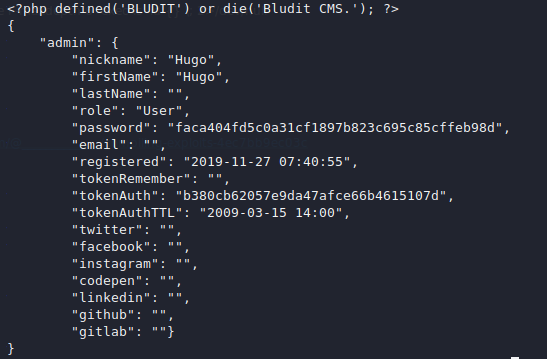 <?php defined('BLUDIT') or die('Bludit CMS.'); ?>
{
    "admin": {
        "nickname": "Hugo",
        "firstName": "Hugo",
        "lastName": "",
        "role": "User",
        "password": "faca404fd5c0a31cf1897b823c695c85cffeb98d",
        "email": "",
        "registered": "2019-11-27 07:40:55",
        "tokenRemember": "",
        "tokenAuth": "b380cb62057e9da47afce66b4615107d",
        "tokenAuthTTL": "2009-03-15 14:00",
        "twitter": "",
        "facebook": "",
        "instagram": "",
        "codepen": "",
        "linkedin": "",
        "github": "",
        "gitlab": ""}
}